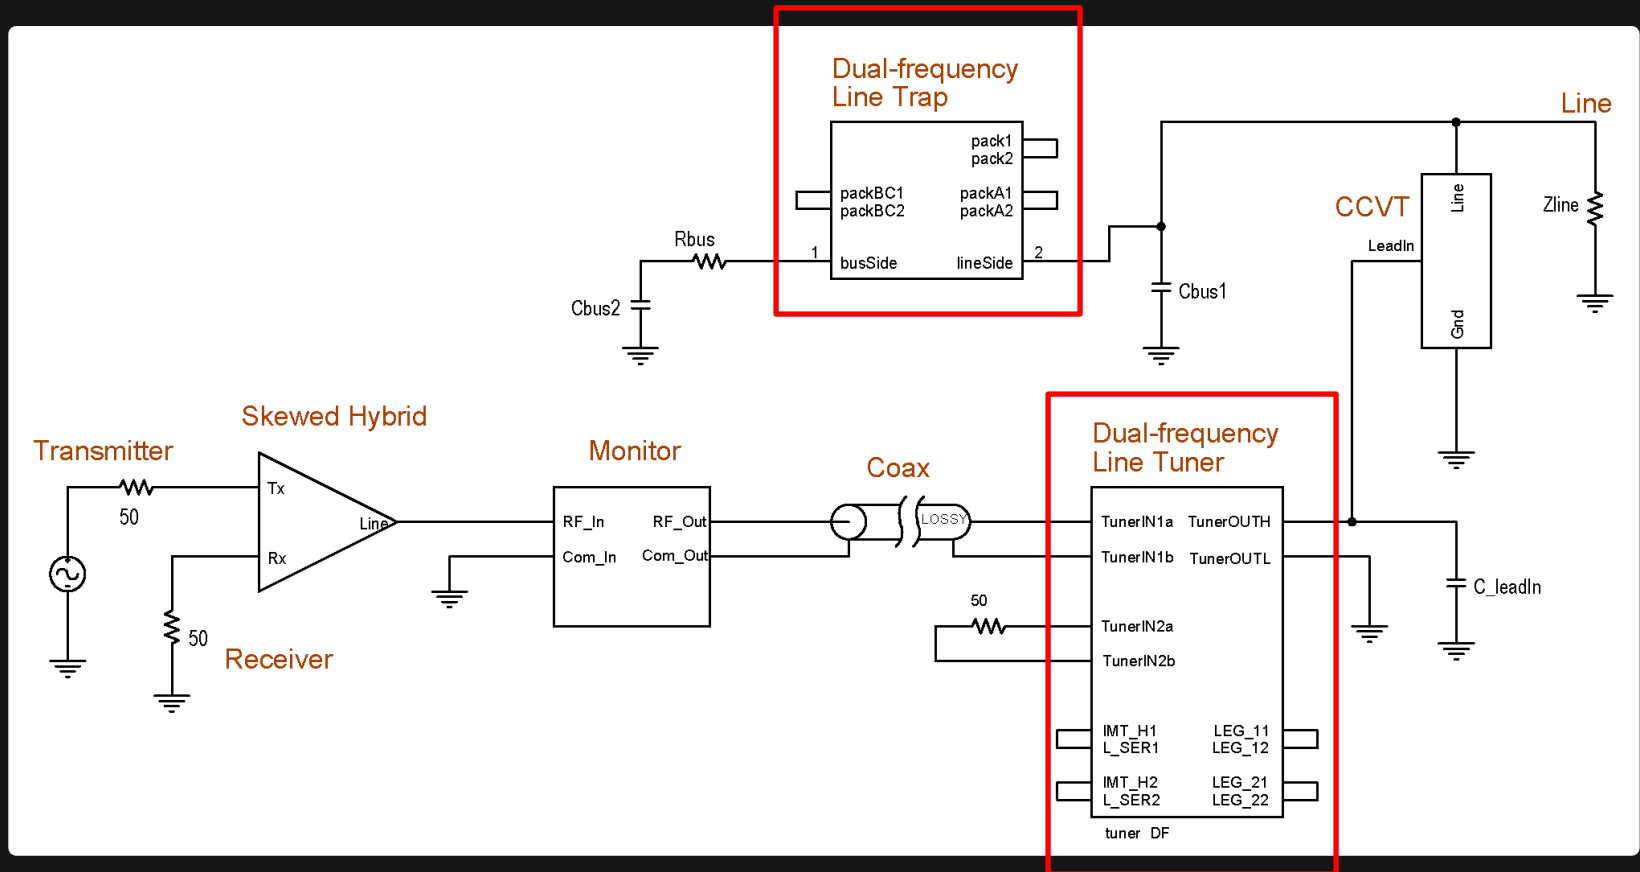 Dual-frequency
Line Trap
Line
pack1
pack2
packBC1
packBC2
packA1
packA2
CCVT
Line
Zline
LeadIn
Rbus
1
busSide
lineSide
2
Cbus2
Cbus1
Gnd
Skewed Hybrid
Transmitter
Monitor
Coax
Dual-frequency
Line Tuner
Tx
50
Line
RF_In
RF_Out
LOSSY
TunerIN1a
TunerOUTH
Rx
Com_In
Com_Out
TunerIN1b
TunerOUTL
C_leadIn
50
TunerIN2a
50
Receiver
TunerIN2b
IMT_H1
LEG_11
L_SER1
LEG_12
IMT_H2
LEG_21
L_SER2
LEG_22
tuner DF